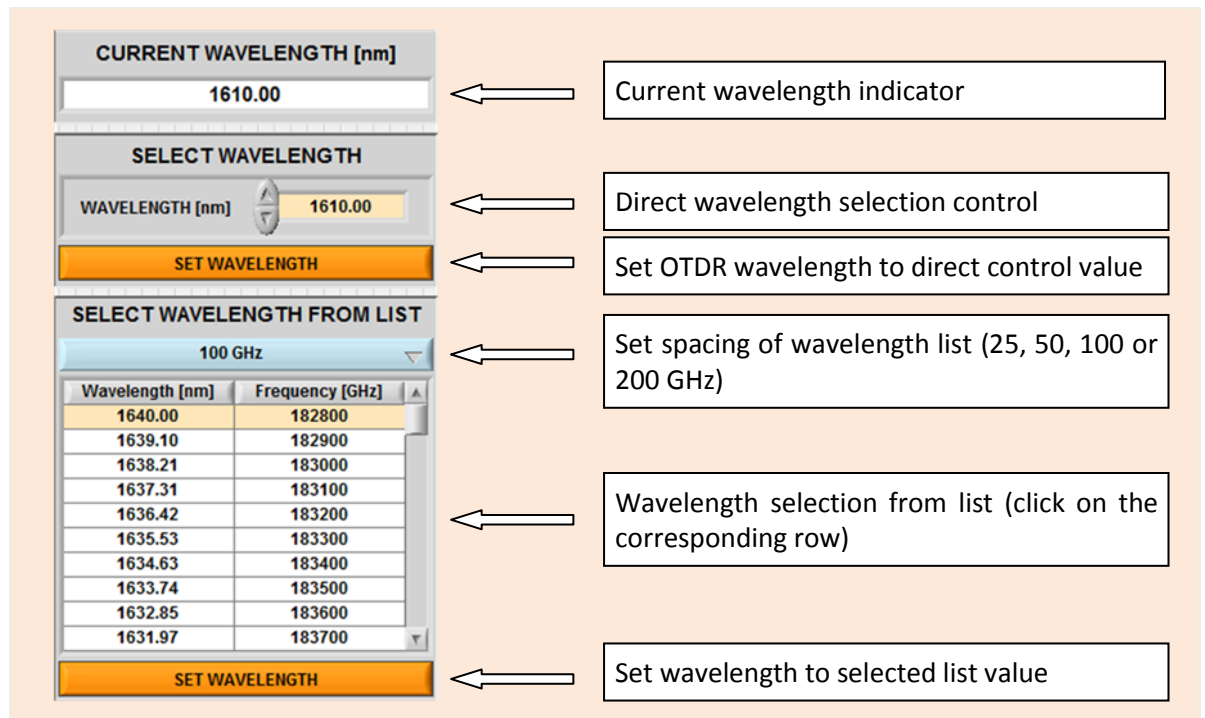 CURRENT WAVELENGTH [nm]
1610.00
Current wavelength indicator
SELECT WAVELENGTH
WAVELENGTH [nm] 1610.00
Direct wavelength selection control
SET WAVELENGTH
Set OTDR wavelength to direct control value
SELECT WAVELENGTH FROM LIST
100 GHz
Set spacing of wavelength list (25, 50, 100 or
200 GHz)
Wavelength [nm] Frequency [GHz]
1640.00 182800
1639.10 182900
1638.21 183000
1637.31 183100
1636.42 183200
1635.53 183300
1634.63 183400
1633.74 183500
1632.85 183600
1631.97 183700
Wavelength selection from list (click on the
corresponding row)
SET WAVELENGTH
Set wavelength to selected list value